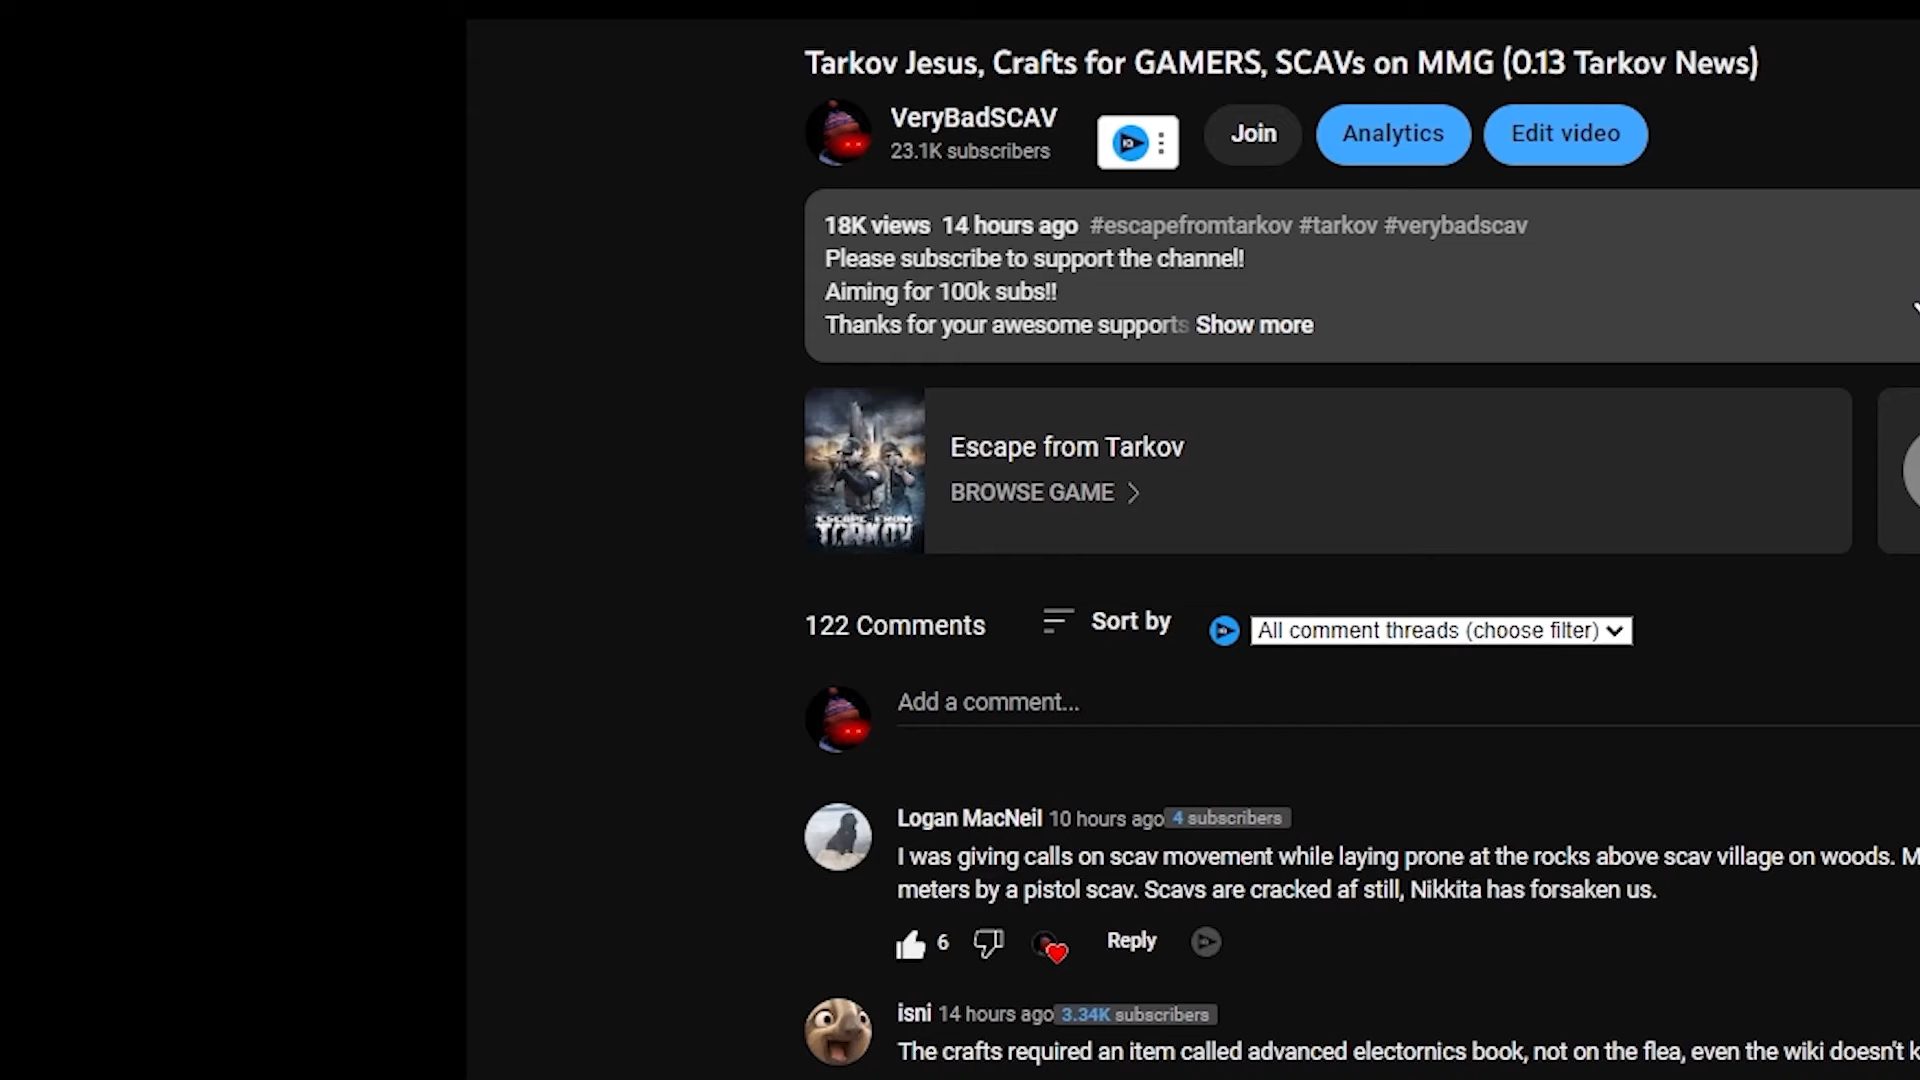 Tarkov Jesus, Crafts for GAMERS, SCAVs on MMG (0.13 Tarkov News)
VeryBadSCAV
23.1K subscribers
Join
Analytics
Edit video
18K views 14 hours ago #escapefromtarkov #tarkov #verybadscav
Please subscribe to support the channel!
Aiming for 100k subs!!
Thanks for your awesome supports Show more
ESCAPE FROM
TARKOV
Escape from Tarkov
BROWSE GAME
122 Comments
Sort by
All comment threads (choose filter)
Add a comment...
Logan MacNeil 10 hours ago 4 subscribers
I was giving calls on scav movement while laying prone at the rocks above scav village on woods. M
meters by a pistol scav. Scavs are cracked af still, Nikkita has forsaken us.
6
Reply
isni 14 hours ago 3.34K subscribers
The crafts required an item called advanced electornics book, not on the flea, even the wiki doesn't k